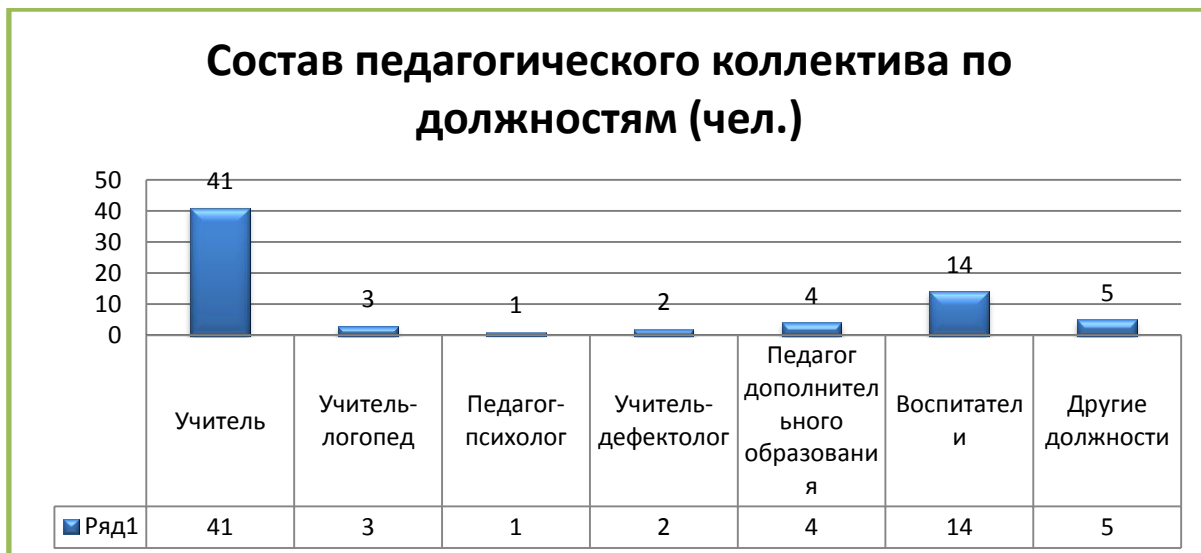 Состав педагогического коллектива по
должностям (чел.)
50
40
30
20
10
0
41
3
1
2
4
14
5
Учитель
Учитель-
логопед
Педагог-
психолог
Учитель-
дефектолог
Педагог
дополнител
ьного
образовани
я
Воспитател
и
Другие
должности
Ряд1 41 3 1 2 4 14 5